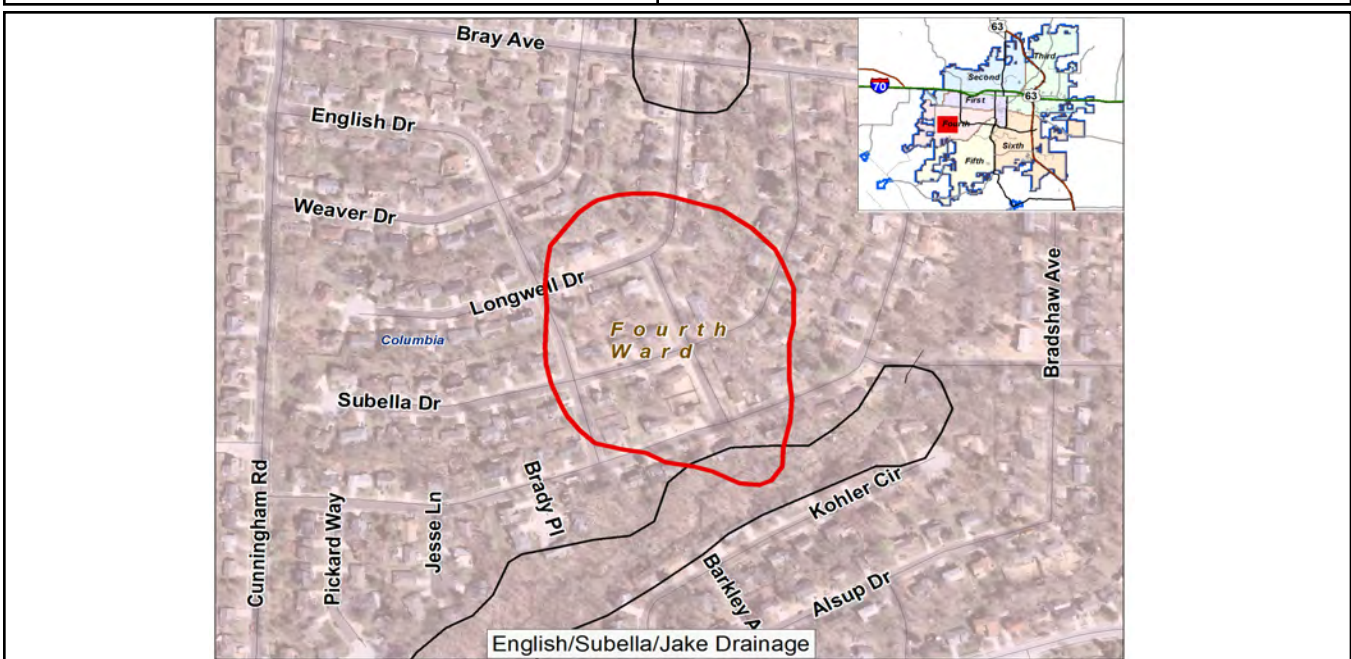 Bray Ave
English Dr
Weaver Dr
Longwell Dr
Columbia
Fourth
Ward
Subella Dr
Cunningham Rd
Pickard Way
Jesse Ln
Brady Pl
Kohler Cir
Barkley A
Alsup Dr
Bradshaw Ave
English/Subella/Jake Drainage
63
Third
Second
70
First
63
Fourth
Sixth
Fifth